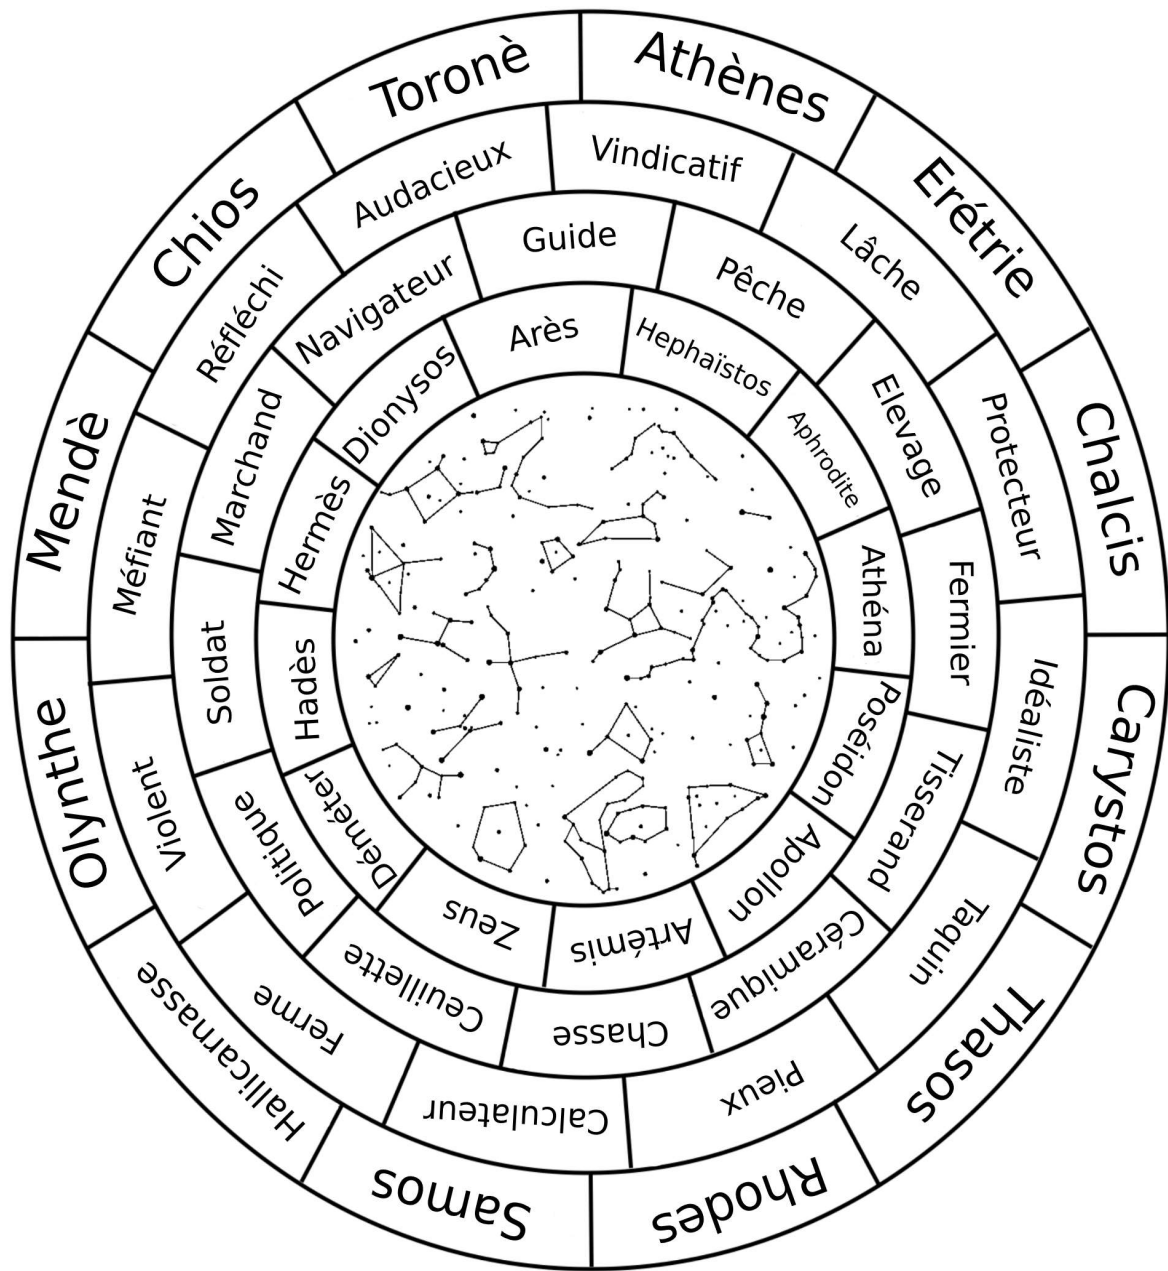 Athènes
Erétrie
Chalcis
Carystos
Thasos
Rhodes
Samos
Hallicarnasse
Olynthe
Mendè
Chios
Toronè
Vindicatif
Lâche
Protecteur
Idéaliste
Taquin
Pieux
Calculateur
Ferme
Violent
Méfiant
Réfléchi
Audacieux
Guide
Pêche
Elevage
Fermier
Tisserand
Céramique
Chasse
Ceuillette
Politique
Soldat
Marchand
Navigateur
Arès
Hephaïstos
Aphrodite
Athéna
Poséidon
Apollon
Artémis
Zeus
Déméter
Hadès
Hermès
Dionysos